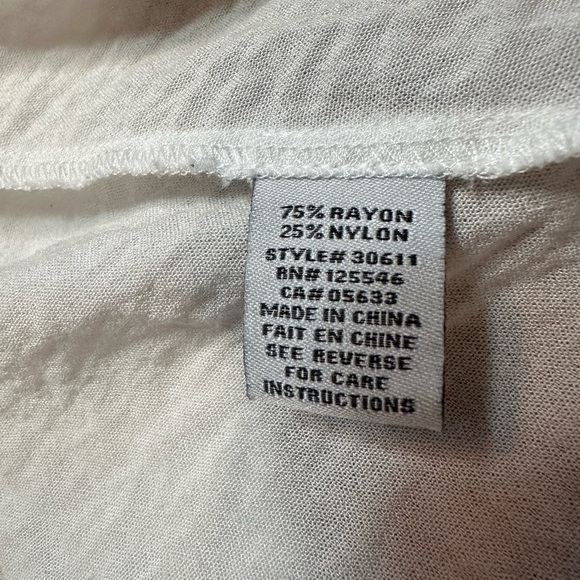 75% RAYON
25% NYLON
STYLE# 30611
RN# 125546
CA# 05633
MADE IN CHINA
FAIT EN CHINE
SEE REVERSE
FOR CARE
INSTRUCTIONS